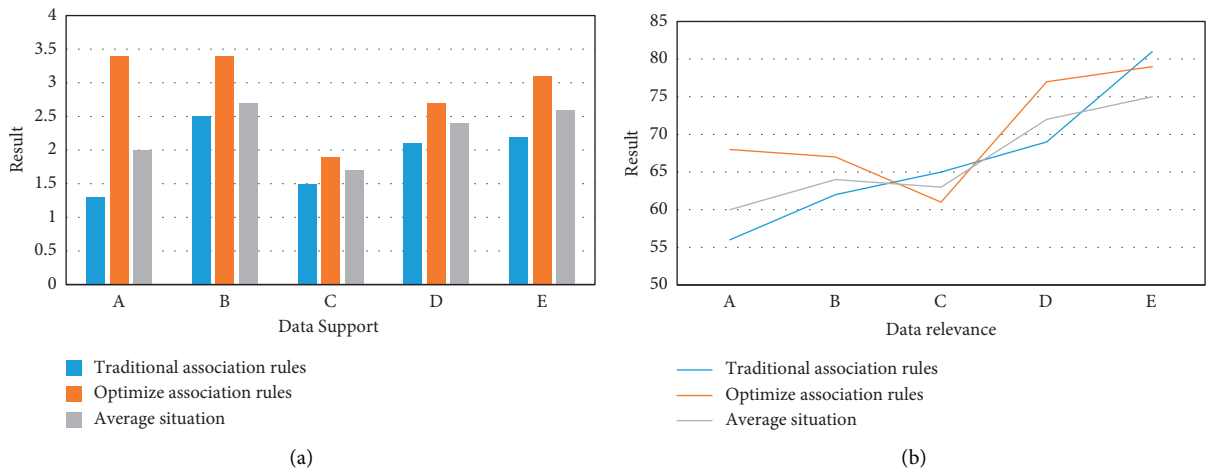 4
3.5
3
2.5
2
1.5
1
0.5
0
Result
A B C D E
Data Support
Traditional association rules
Optimize association rules
Average situation
(a)
85
80
75
70
65
60
55
50
Result
A B C D E
Data relevance
Traditional association rules
Optimize association rules
Average situation
(b)